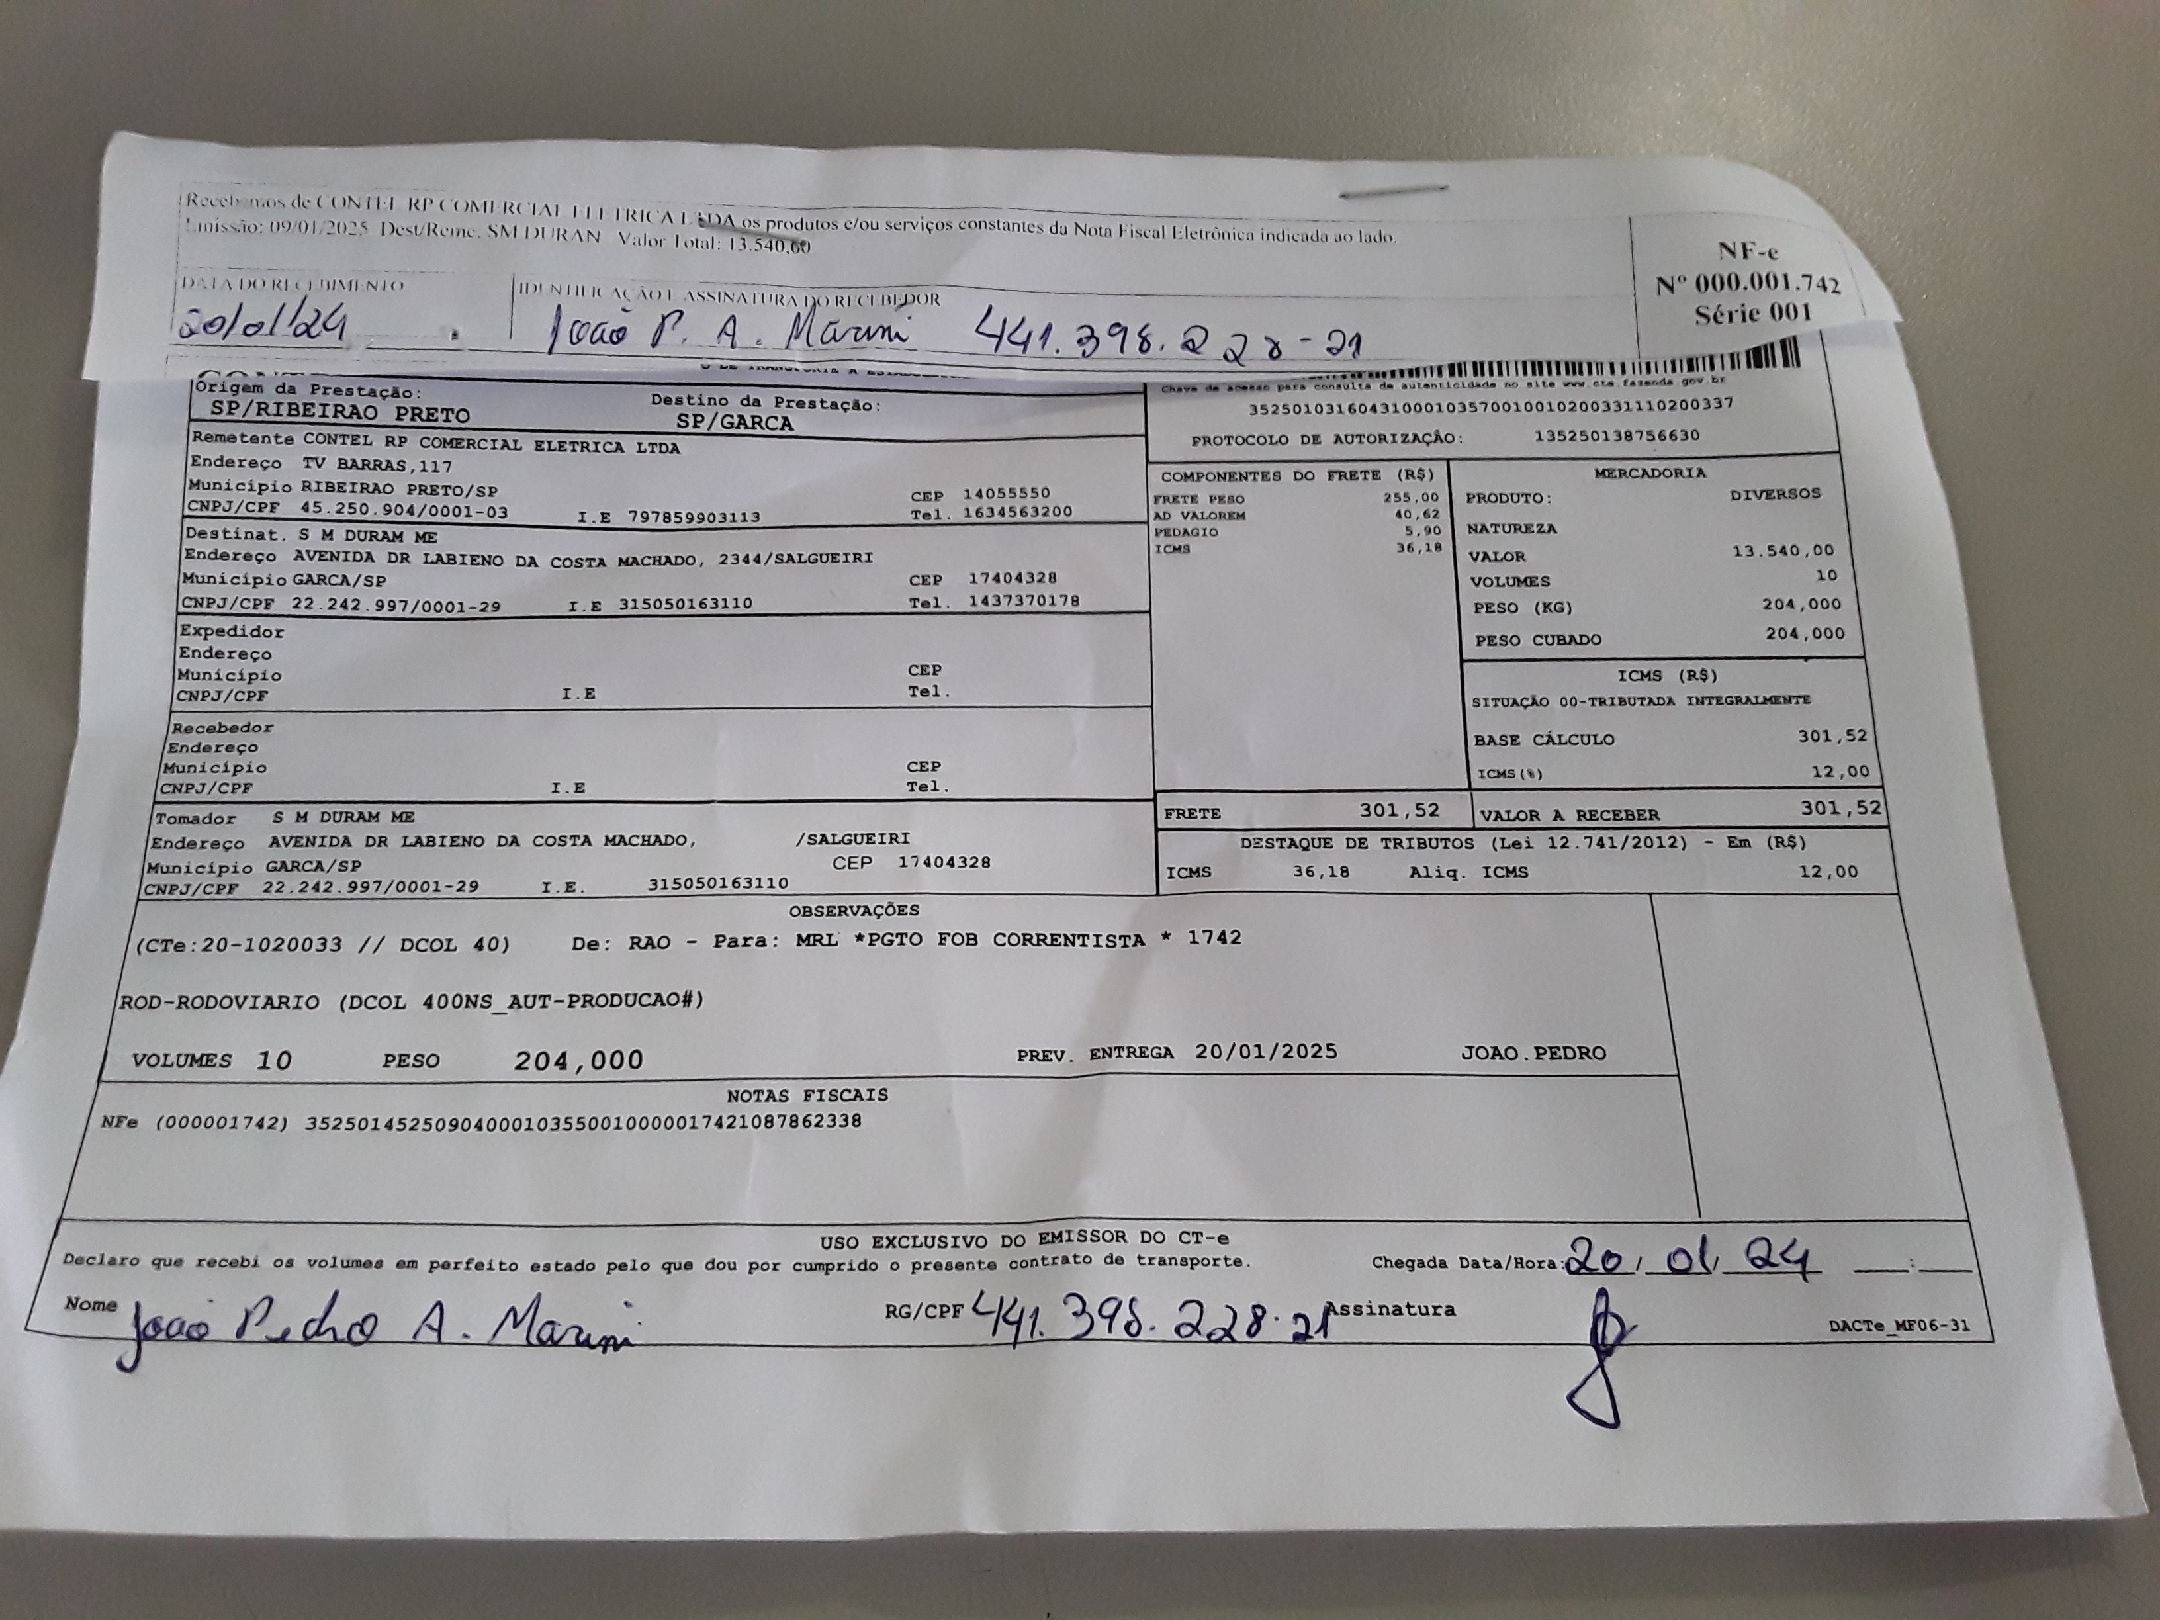 Recebemos de CONTEL RP COMERCIAL ELETRICA LTDA os produtos e/ou serviços constantes da Nota Fiscal Eletrônica indicada ao lado.
Emissão: 09/01/2025 Dest/Reme. SM DURAN Valor Total: 13.540,00
NF-e
Nº 000.001.742
Série 001
DATA DO RECEBIMENTO
20/01/24
IDENTIFICAÇÃO E ASSINATURA DO RECEBEDOR
João P. A. Marini 441.398.228-21
Origem da Prestação:
SP/RIBEIRAO PRETO
Destino da Prestação:
SP/GARCA
Chave de acesso para consulta de autenticidade no site www.cte.fazenda.gov.br
35250103160431000103570010010200331110200337
PROTOCOLO DE AUTORIZAÇÂO: 135250138756630
Remetente CONTEL RP COMERCIAL ELETRICA LTDA
Endereço TV BARRAS,117
Município RIBEIRAO PRETO/SP CEP 14055550
CNPJ/CPF 45.250.904/0001-03 I.E 797859903113 Tel. 1634563200
Destinat. S M DURAM ME
Endereço AVENIDA DR LABIENO DA COSTA MACHADO, 2344/SALGUEIRI
Município GARCA/SP CEP 17404328
CNPJ/CPF 22.242.997/0001-29 I.E 315050163110 Tel. 1437370178
Expedidor
Endereço
Município CEP
CNPJ/CPF I.E Tel.
Recebedor
Endereço
Município CEP
CNPJ/CPF I.E Tel.
Tomador S M DURAM ME
Endereço AVENIDA DR LABIENO DA COSTA MACHADO, /SALGUEIRI
Município GARCA/SP CEP 17404328
CNPJ/CPF 22.242.997/0001-29 I.E. 315050163110
COMPONENTES DO FRETE (R$)
FRETE PESO 255,00
AD VALOREM 40,62
PEDAGIO 5,90
ICMS 36,18
MERCADORIA
PRODUTO: DIVERSOS
NATUREZA
VALOR 13.540,00
VOLUMES 10
PESO (KG) 204,000
PESO CUBADO 204,000
ICMS (R$)
SITUAÇÃO 00-TRIBUTADA INTEGRALMENTE
BASE CÁLCULO 301,52
ICMS(%) 12,00
FRETE 301,52 VALOR A RECEBER 301,52
DESTAQUE DE TRIBUTOS (Lei 12.741/2012) - Em (R$)
ICMS 36,18 Aliq. ICMS 12,00
OBSERVAÇÕES
(CTe:20-1020033 // DCOL 40) De: RAO - Para: MRL *PGTO FOB CORRENTISTA * 1742
ROD-RODOVIARIO (DCOL 400NS_AUT-PRODUCAO#)
VOLUMES 10 PESO 204,000 PREV. ENTREGA 20/01/2025 JOAO.PEDRO
NOTAS FISCAIS
NFe (000001742) 35250145250904000103550010000017421087862338
USO EXCLUSIVO DO EMISSOR DO CT-e
Declaro que recebi os volumes em perfeito estado pelo que dou por cumprido o presente contrato de transporte. Chegada Data/Hora: 20/01/24 ___:___
Nome João Pedro A. Marini RG/CPF 441.398.228-21 Assinatura
DACTe_MF06-31